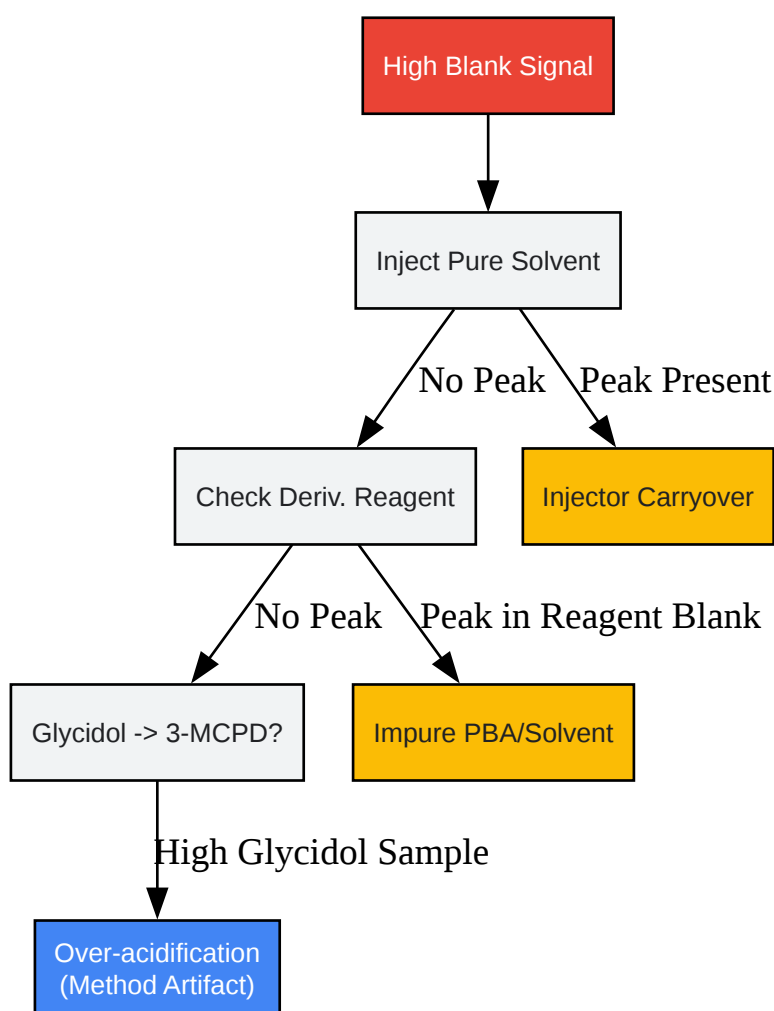 High Blank Signal
Inject Pure Solvent
No Peak
Peak Present
Check Deriv. Reagent
Injector Carryover
No Peak
Peak in Reagent Blank
Glycidol -> 3-MCPD?
Impure PBA/Solvent
High Glycidol Sample
Over-acidification
(Method Artifact)